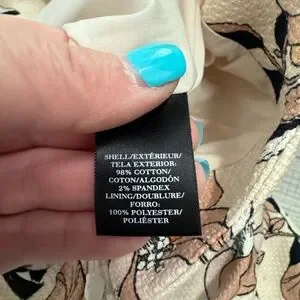 SHELL/EXTÉRIEUR/
TELA EXTERIOR:
98% COTTON/
COTON/ALGODÓN
2% SPANDEX
LINING/DOUBLURE/
FORRO:
100% POLYESTER/
POLIÉSTER